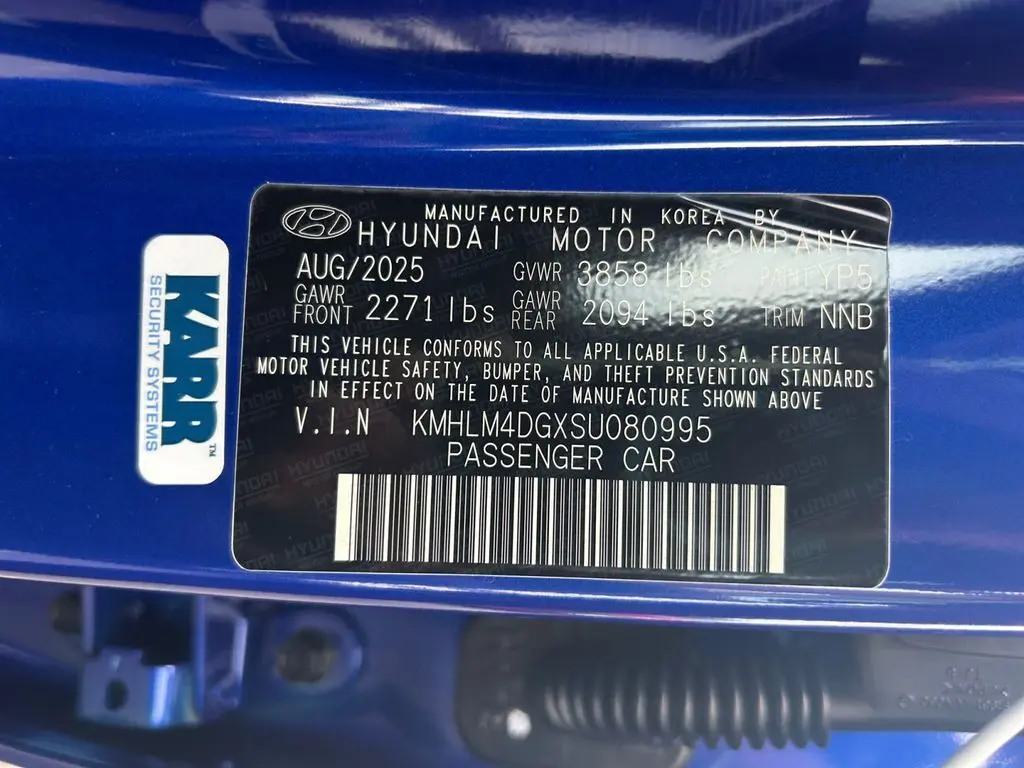 MANUFACTURED IN KOREA BY
HYUNDAI MOTOR COMPANY
AUG/2025 GVWR 3858 lbs PAINT YP5
GAWR FRONT 2271 lbs GAWR REAR 2094 lbs TRIM NNB
THIS VEHICLE CONFORMS TO ALL APPLICABLE U.S.A. FEDERAL
MOTOR VEHICLE SAFETY, BUMPER, AND THEFT PREVENTION STANDARDS
IN EFFECT ON THE DATE OF MANUFACTURE SHOWN ABOVE
V.I.N KMHLM4DGXSU080995
PASSENGER CAR
KARR™
SECURITY SYSTEMS